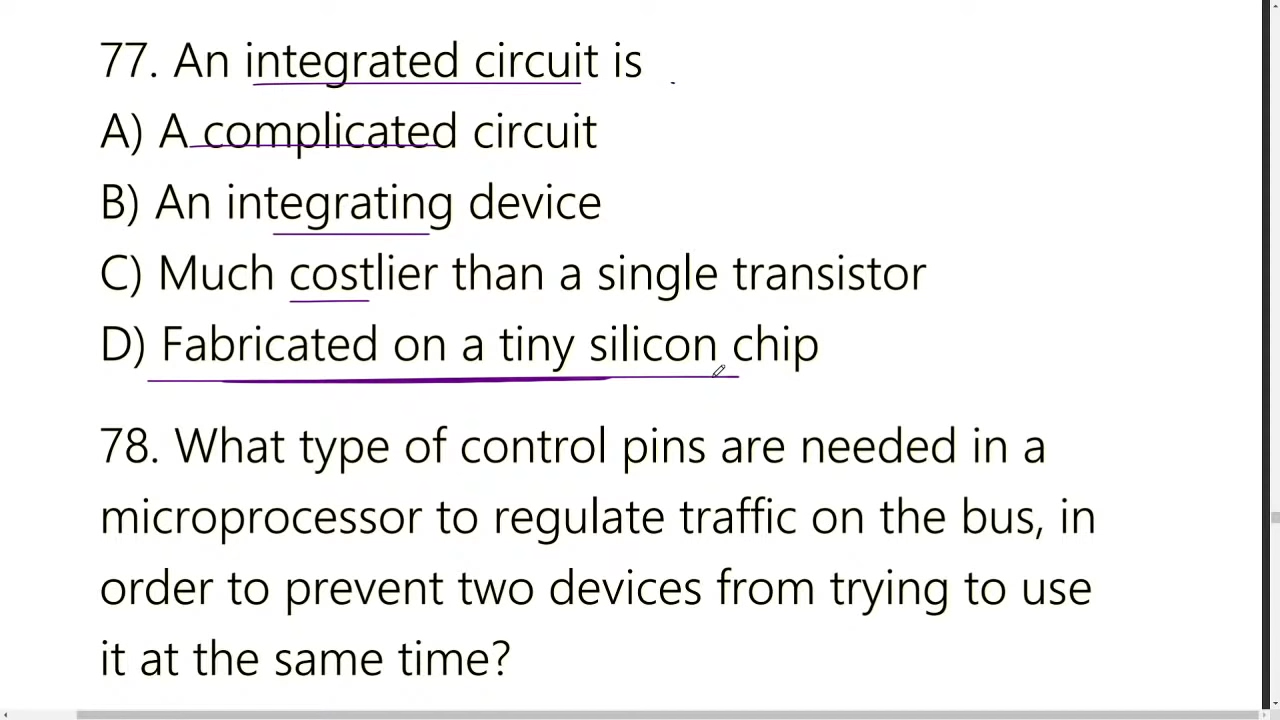 77. An integrated circuit is
A) A complicated circuit
B) An integrating device
C) Much costlier than a single transistor
D) Fabricated on a tiny silicon chip
78. What type of control pins are needed in a
microprocessor to regulate traffic on the bus, in
order to prevent two devices from trying to use
it at the same time?